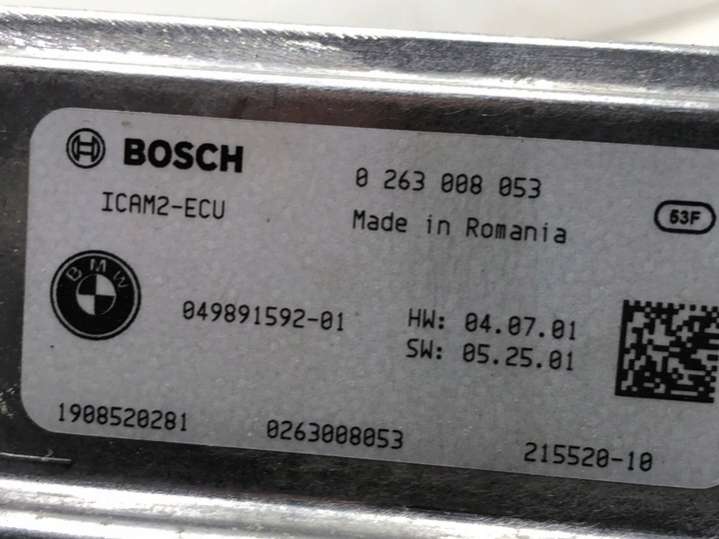 BOSCH
0 263 008 053
ICAM2-ECU
Made in Romania
53F
BMW
049891592-01
HW: 04.07.01
SW: 05.25.01
1908520281
0263008053
215520-10